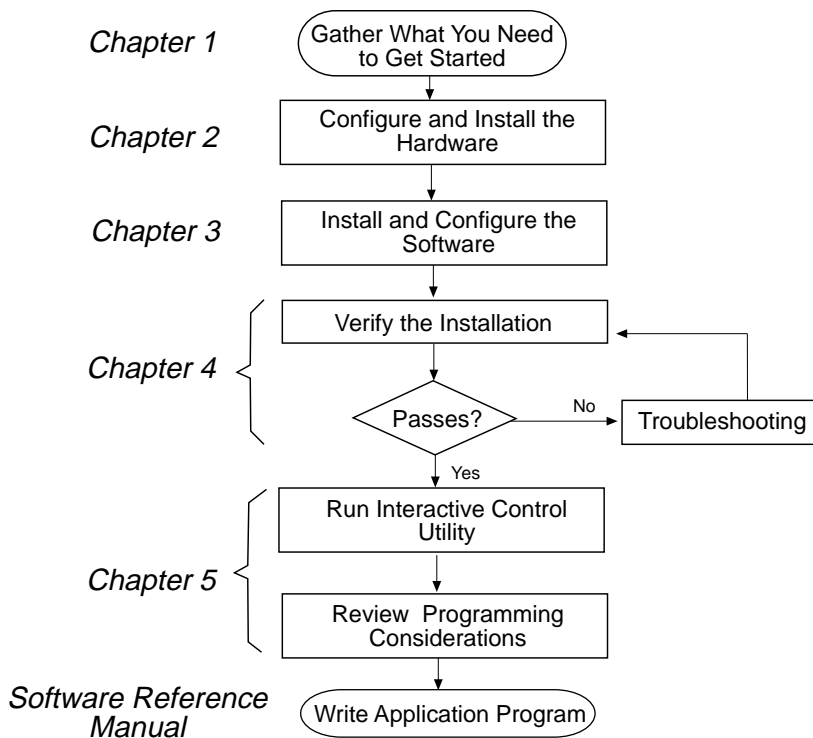 Chapter 1
Gather What You Need
to Get Started
Chapter 2
Configure and Install the
Hardware
Chapter 3
Install and Configure the
Software
Chapter 4
Verify the Installation
Passes?
No
Troubleshooting
Yes
Chapter 5
Run Interactive Control
Utility
Review Programming
Considerations
Software Reference
Manual
Write Application Program